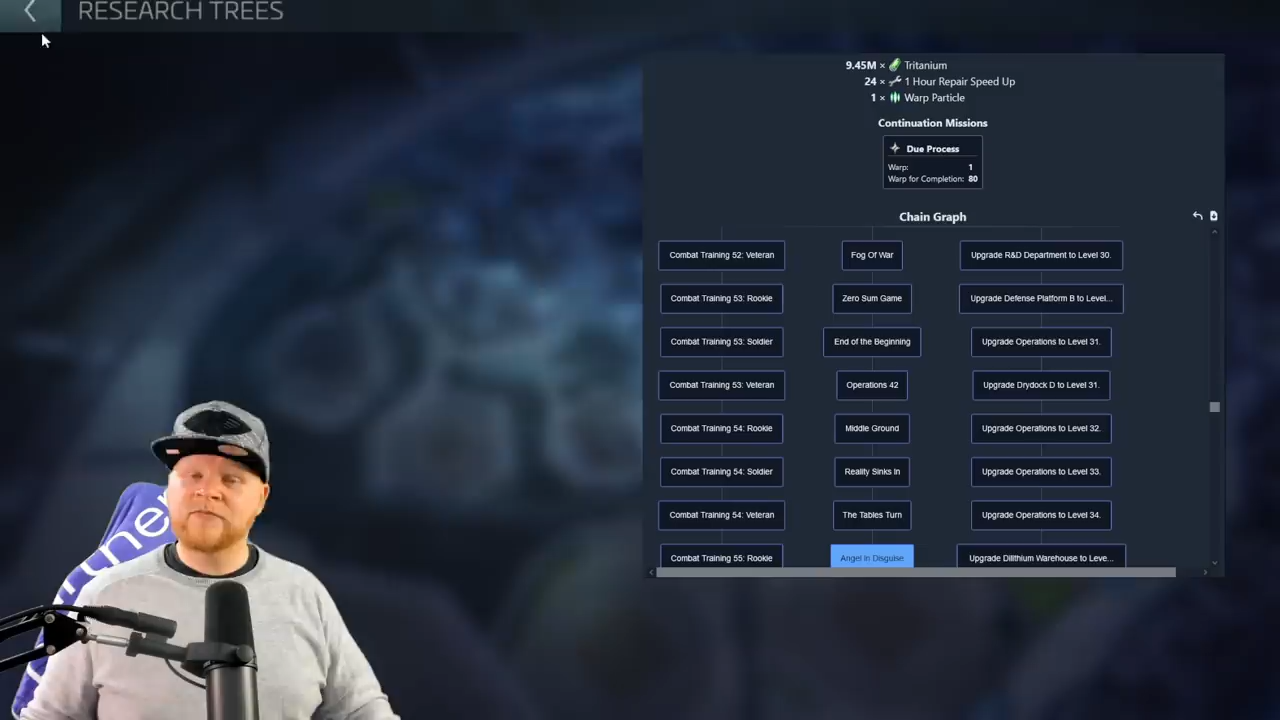 RESEARCH TREES
9.45M × Tritanium
24 × 1 Hour Repair Speed Up
1 × Warp Particle
Continuation Missions
Due Process
Warp: 1
Warp for Completion: 80
Chain Graph
Combat Training 52: Veteran
Fog Of War
Upgrade R&D Department to Level 30.
Combat Training 53: Rookie
Zero Sum Game
Upgrade Defense Platform B to Level...
Combat Training 53: Soldier
End of the Beginning
Upgrade Operations to Level 31.
Combat Training 53: Veteran
Operations 42
Upgrade Drydock D to Level 31.
Combat Training 54: Rookie
Middle Ground
Upgrade Operations to Level 32.
Combat Training 54: Soldier
Reality Sinks In
Upgrade Operations to Level 33.
Combat Training 54: Veteran
The Tables Turn
Upgrade Operations to Level 34.
Combat Training 55: Rookie
Angel In Disguise
Upgrade Dilithium Warehouse to Leve...